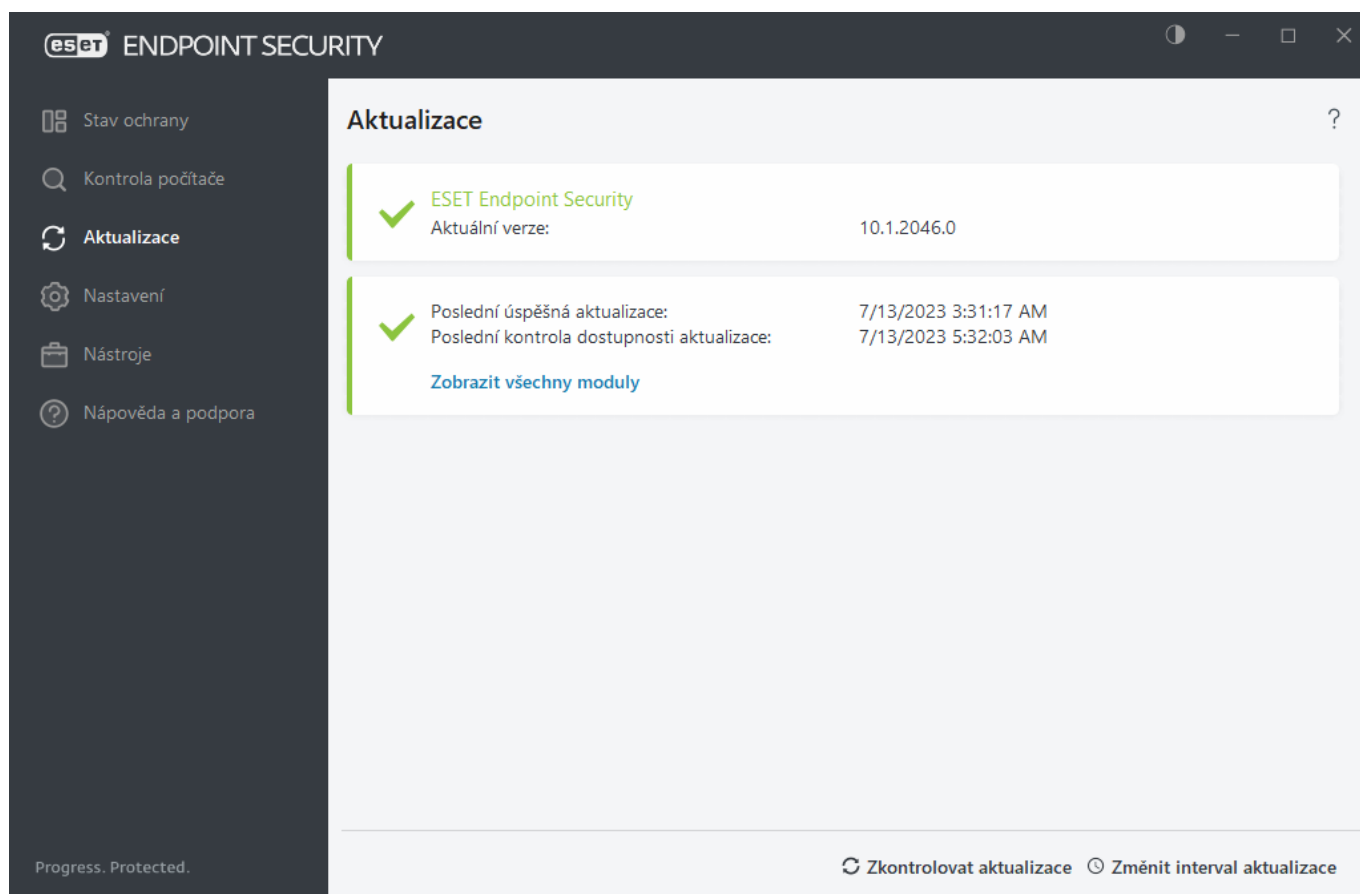 eset ENDPOINT SECURITY
Stav ochrany
Kontrola počítače
Aktualizace
Nastavení
Nástroje
Nápověda a podpora
Progress. Protected.
Aktualizace
?
ESET Endpoint Security
Aktuální verze: 10.1.2046.0
Poslední úspěšná aktualizace: 7/13/2023 3:31:17 AM
Poslední kontrola dostupnosti aktualizace: 7/13/2023 5:32:03 AM
Zobrazit všechny moduly
Zkontrolovat aktualizace Změnit interval aktualizace